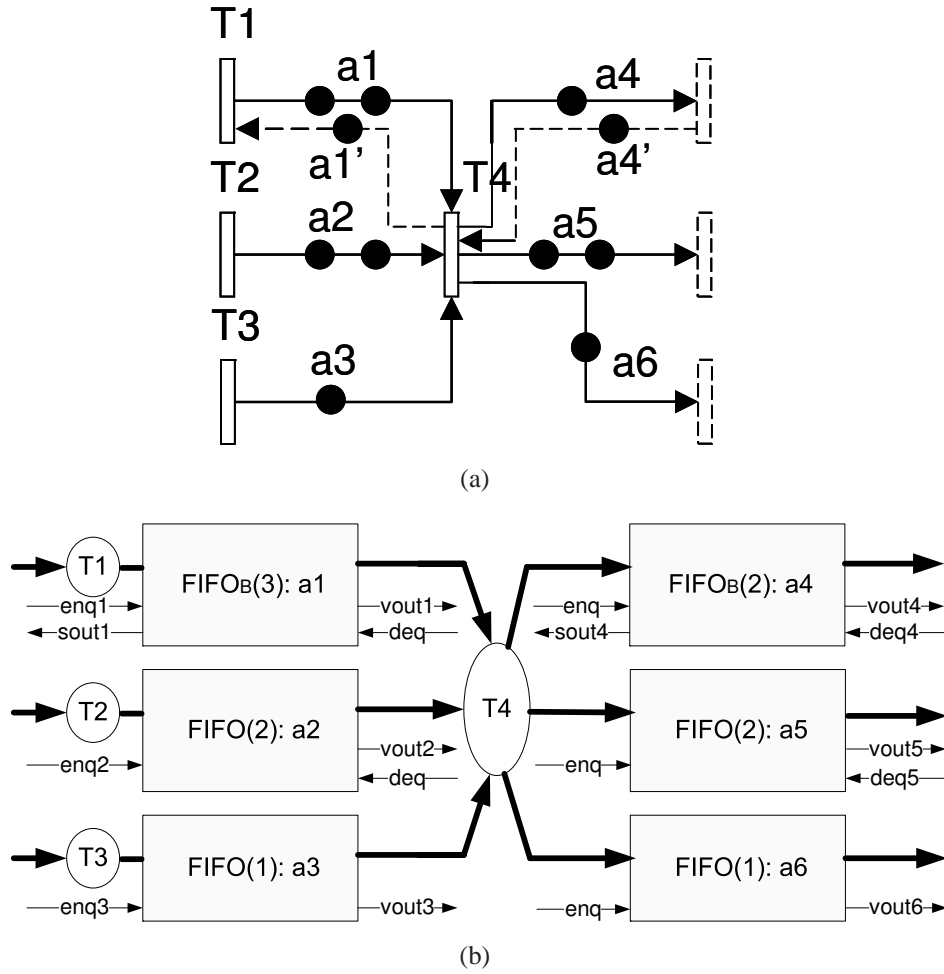 T1
a1
a4
a1’
a4’
T2
T4
a2
a5
T3
a3
a6
(a)
T1
FIFOB(3): a1
FIFOB(2): a4
enq1
vout1
enq
vout4
sout1
deq
sout4
deq4
T2
FIFO(2): a2
T4
FIFO(2): a5
enq2
vout2
deq
enq
vout5
deq5
T3
FIFO(1): a3
FIFO(1): a6
enq3
vout3
enq
vout6
(b)